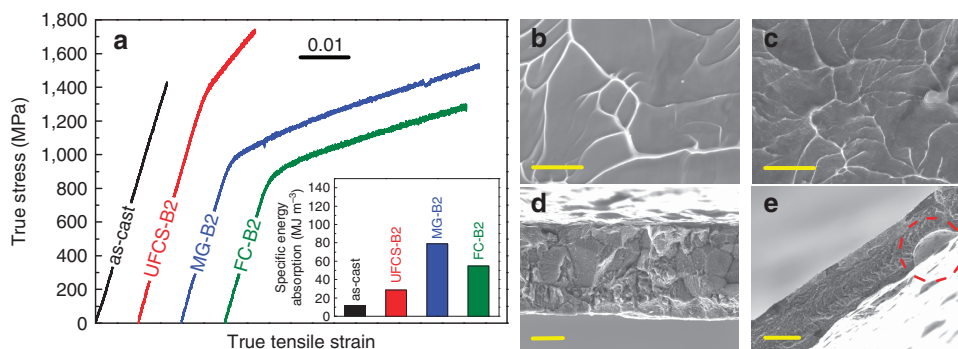 a
0.01
1,800
1,600
1,400
1,200
1,000
800
600
400
200
0
True stress (MPa)
True tensile strain
as-cast
UFCS-B2
MG-B2
FC-B2
Specific energy
absorption (MJ m⁻³)
140
120
100
80
60
40
20
0
as-cast
UFCS-B2
MG-B2
FC-B2
b
c
d
e